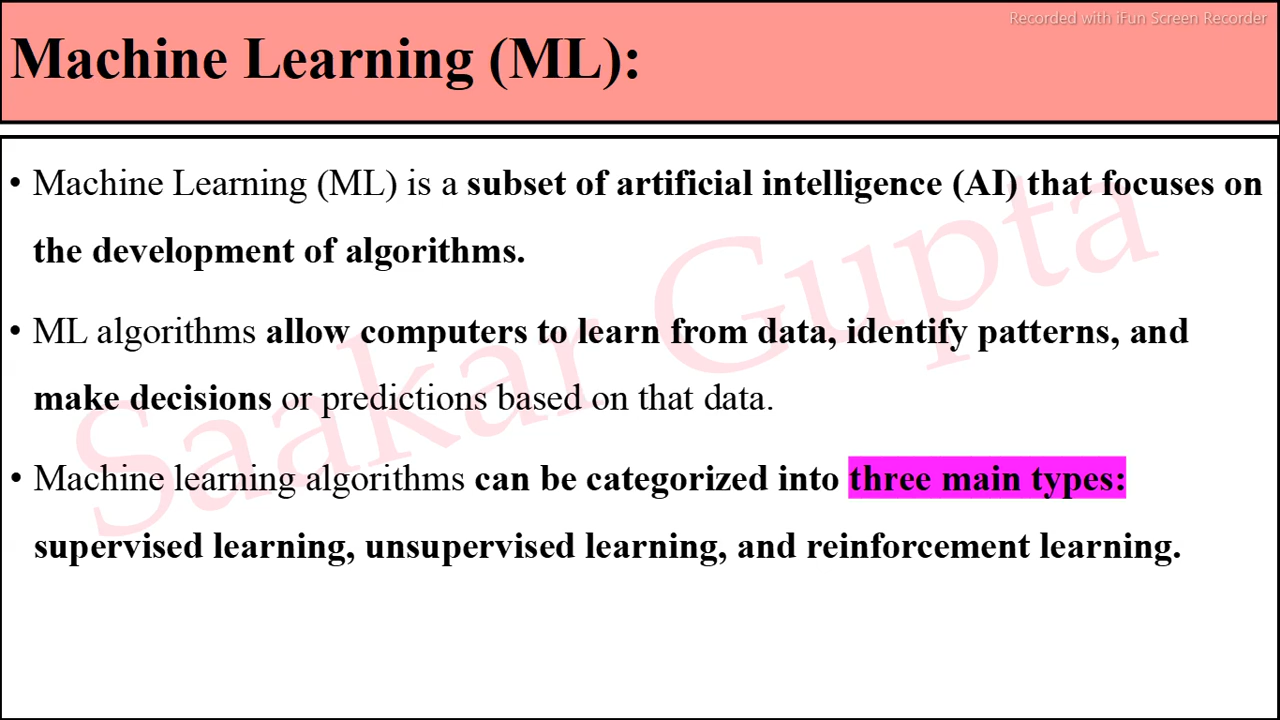 Recorded with iFun Screen Recorder
Machine Learning (ML):
• Machine Learning (ML) is a subset of artificial intelligence (AI) that focuses on
the development of algorithms.
• ML algorithms allow computers to learn from data, identify patterns, and
make decisions or predictions based on that data.
• Machine learning algorithms can be categorized into three main types:
supervised learning, unsupervised learning, and reinforcement learning.
Saakar Gupta